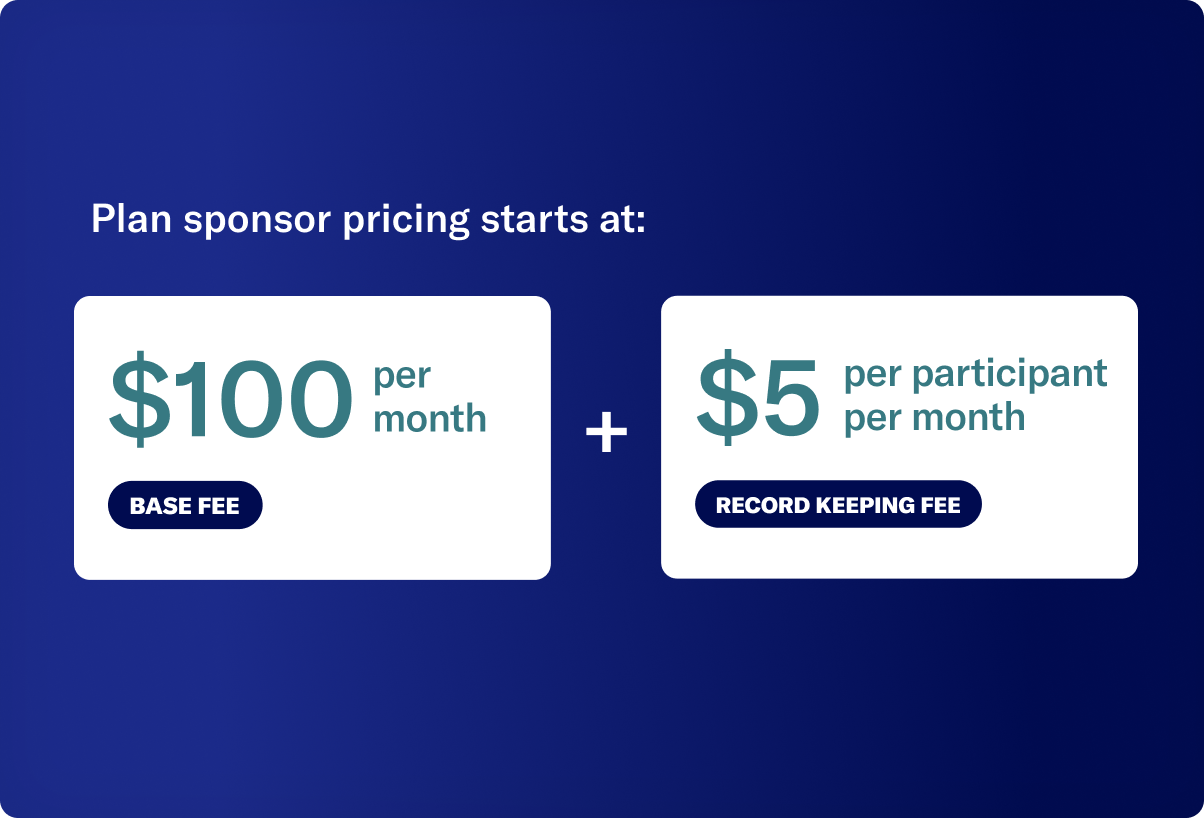 Plan sponsor pricing starts at:
$100 per
month
BASE FEE
+
$5 per participant
per month
RECORD KEEPING FEE